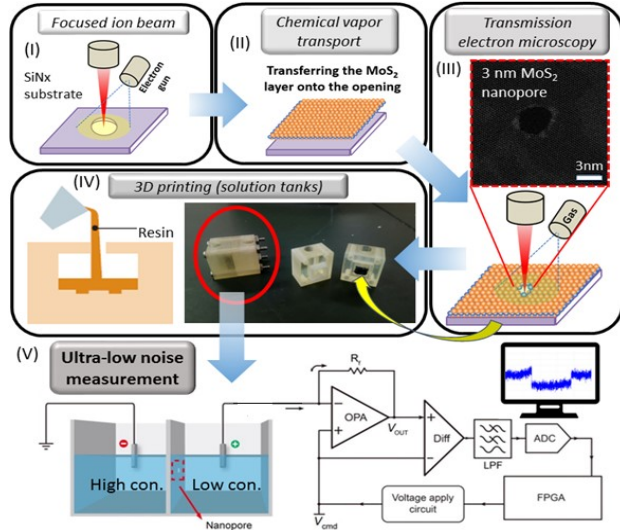 Focused ion beam
(I)
SiNx
substrate
Electron
gun
Chemical vapor
transport
(II)
Transferring the MoS₂
layer onto the opening
Transmission
electron microscopy
(III)
3 nm MoS₂
nanopore
3nm
Gas
(IV)
3D printing (solution tanks)
Resin
(V)
Ultra-low noise
measurement
High con.
Low con.
Nanopore
Rf
OPA
VOUT
Diff
LPF
ADC
FPGA
Voltage apply
circuit
Vcmd